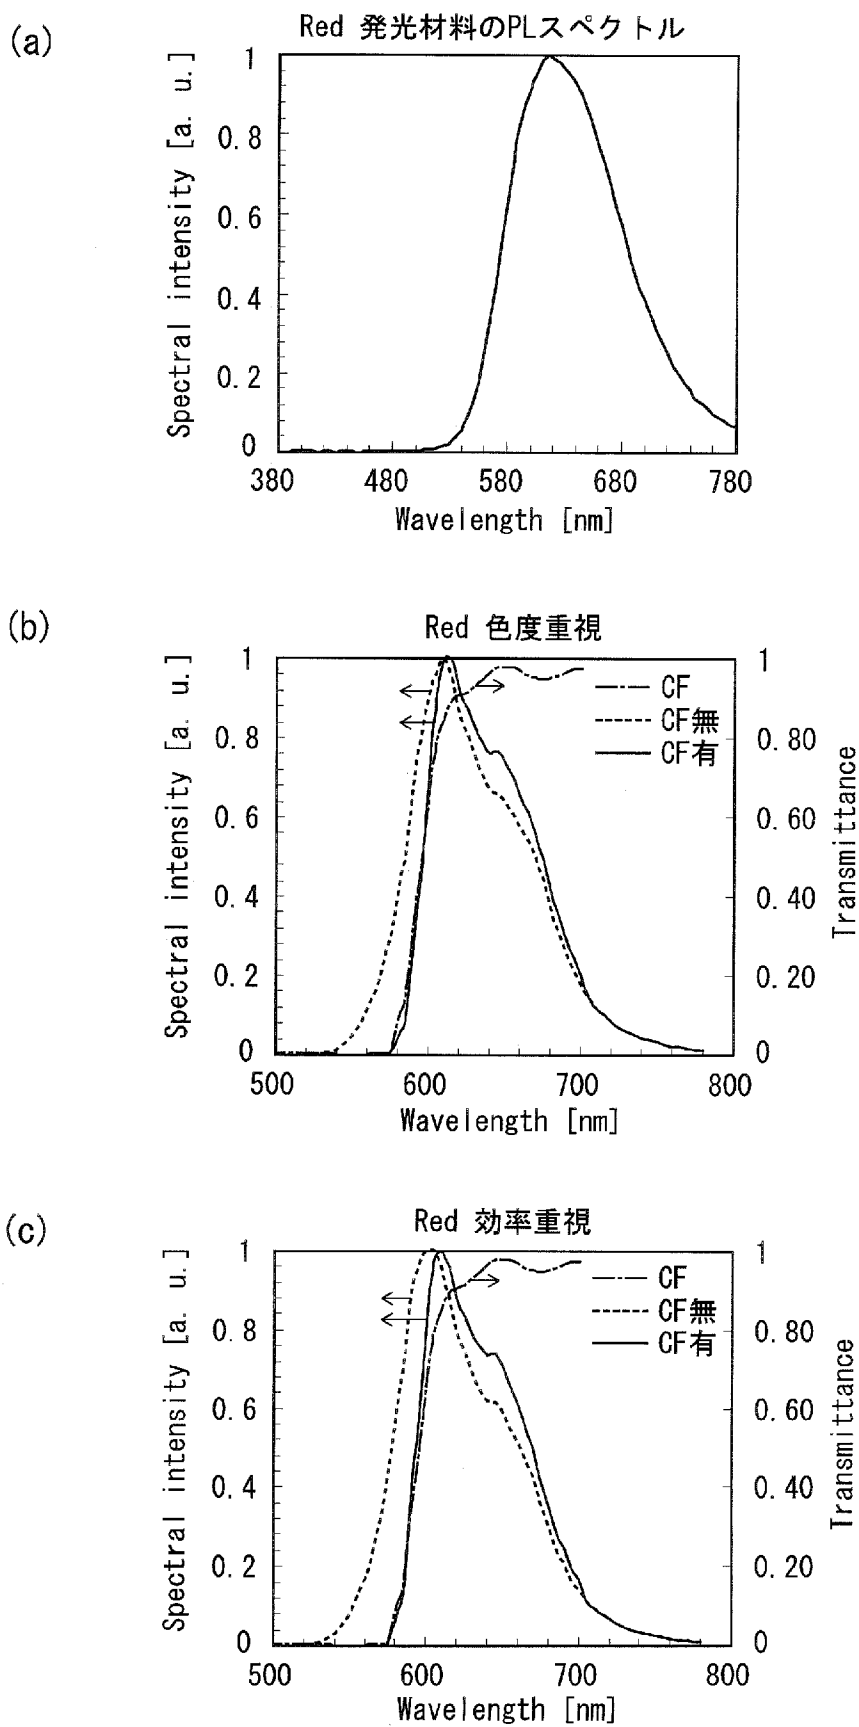 (a)
Red 発光材料のPLスペクトル
Spectral intensity [a. u.]
1
0.8
0.6
0.4
0.2
0
380 480 580 680 780
Wavelength [nm]
(b)
Red 色度重視
Spectral intensity [a. u.]
1
0.8
0.6
0.4
0.2
0
CF
CF無
CF有
1
0.80
0.60
0.40
0.20
0
Transmittance
500 600 700 800
Wavelength [nm]
(c)
Red 効率重視
Spectral intensity [a. u.]
1
0.8
0.6
0.4
0.2
0
CF
CF無
CF有
1
0.80
0.60
0.40
0.20
0
Transmittance
500 600 700 800
Wavelength [nm]